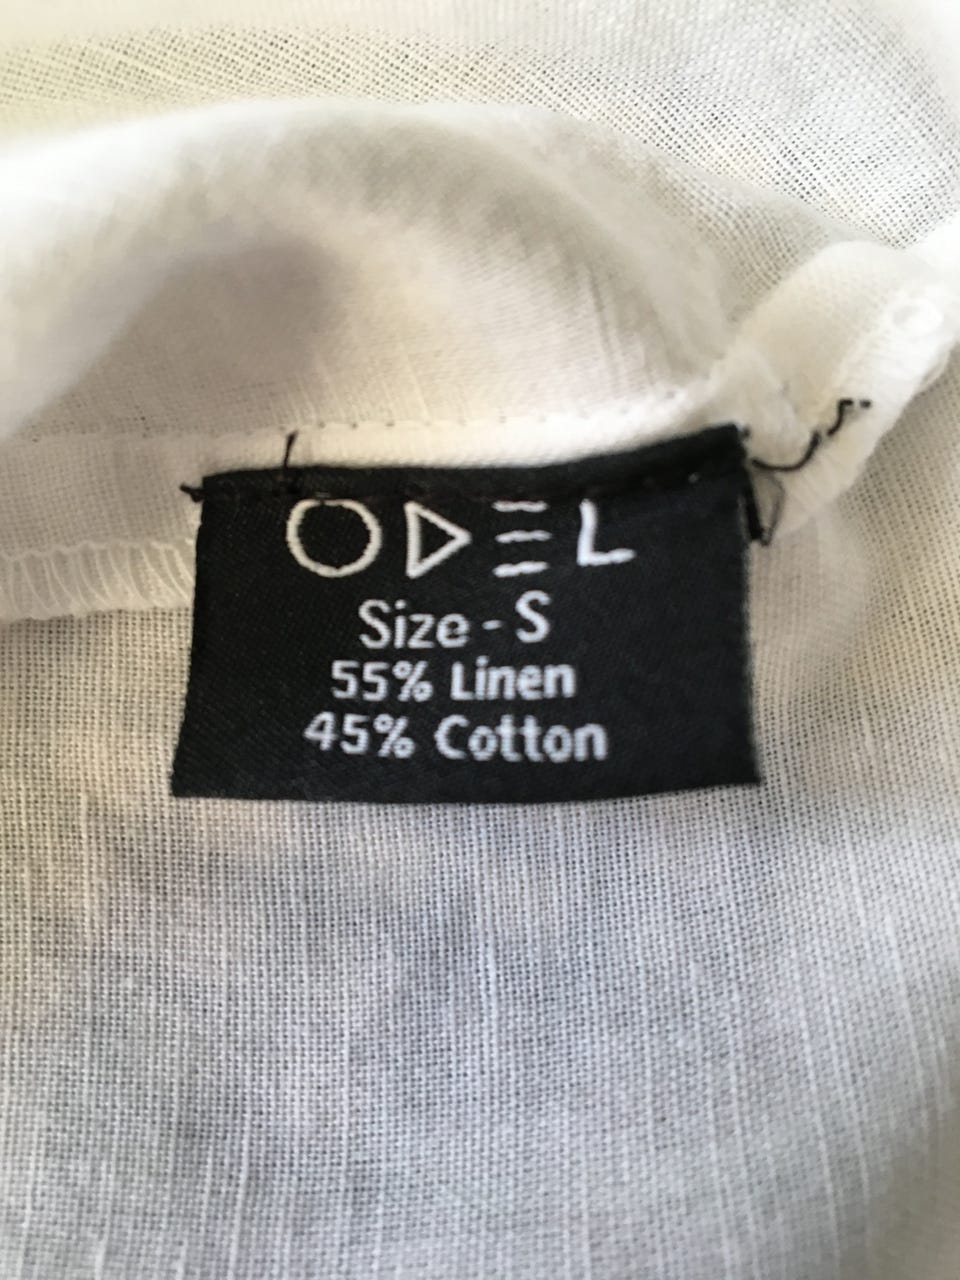 ODEL
Size - S
55% Linen
45% Cotton